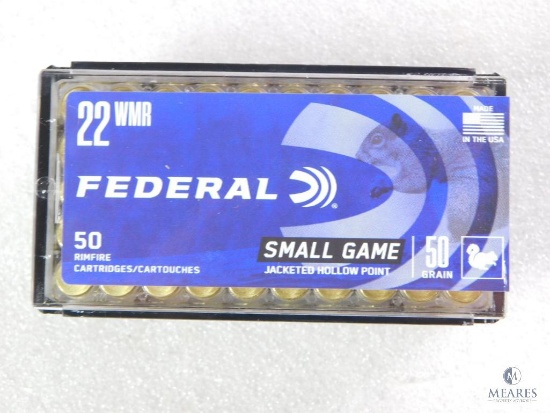 22 WMR
MADE
IN THE USA
FEDERAL®
50
RIMFIRE
CARTRIDGES/CARTOUCHES
SMALL GAME
JACKETED HOLLOW POINT
50
GRAIN
M
MEARES